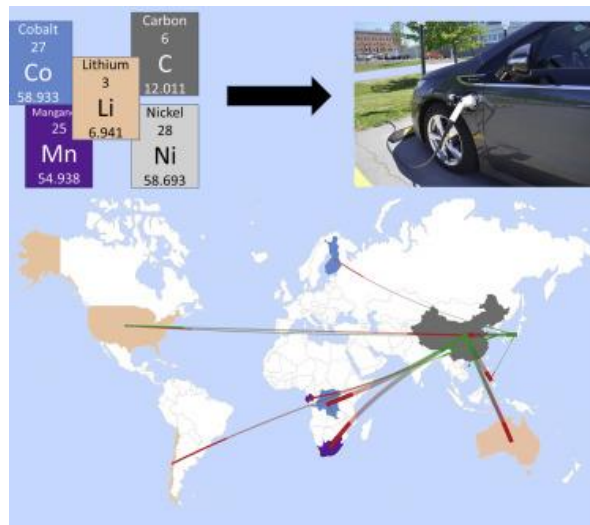 Cobalt
27
Co
58.933
Carbon
6
C
12.011
Lithium
3
Li
6.941
Mangan
25
Mn
54.938
Nickel
28
Ni
58.693